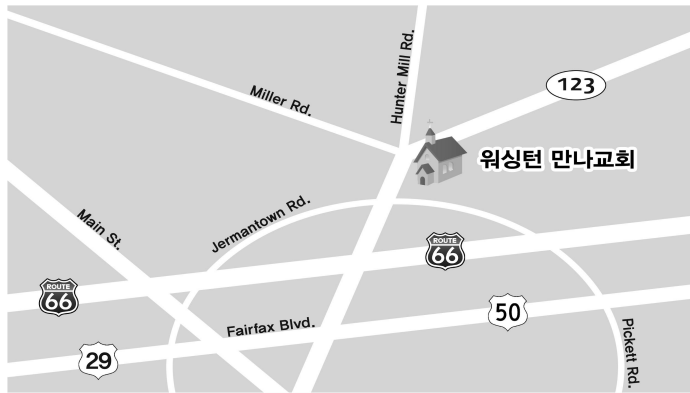 Hunter Mill Rd.
123
Miller Rd.
워싱턴 만나교회
Main St.
Jermantown Rd.
ROUTE
66
ROUTE
66
50
Fairfax Blvd.
29
Pickett Rd.